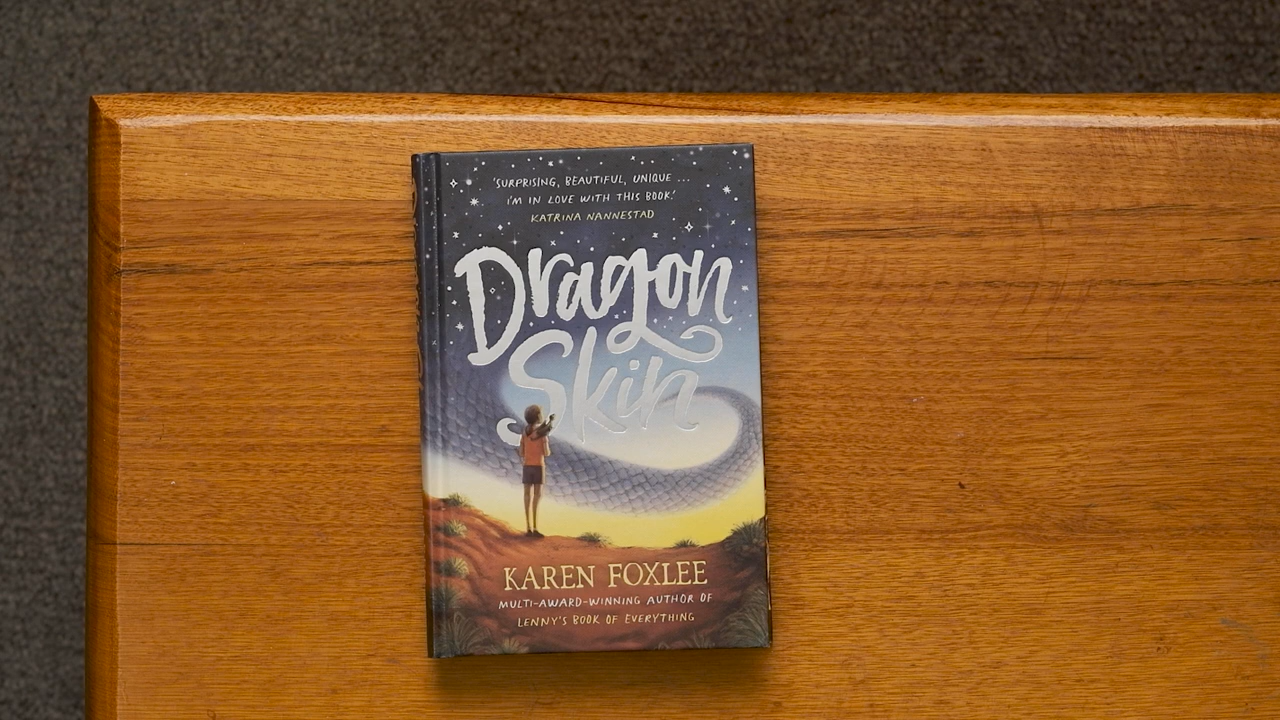 'SURPRISING, BEAUTIFUL, UNIQUE ...
I'M IN LOVE WITH THIS BOOK.'
KATRINA NANNESTAD
Dragon
Skin
KAREN FOXLEE
MULTI-AWARD-WINNING AUTHOR OF
LENNY'S BOOK OF EVERYTHING